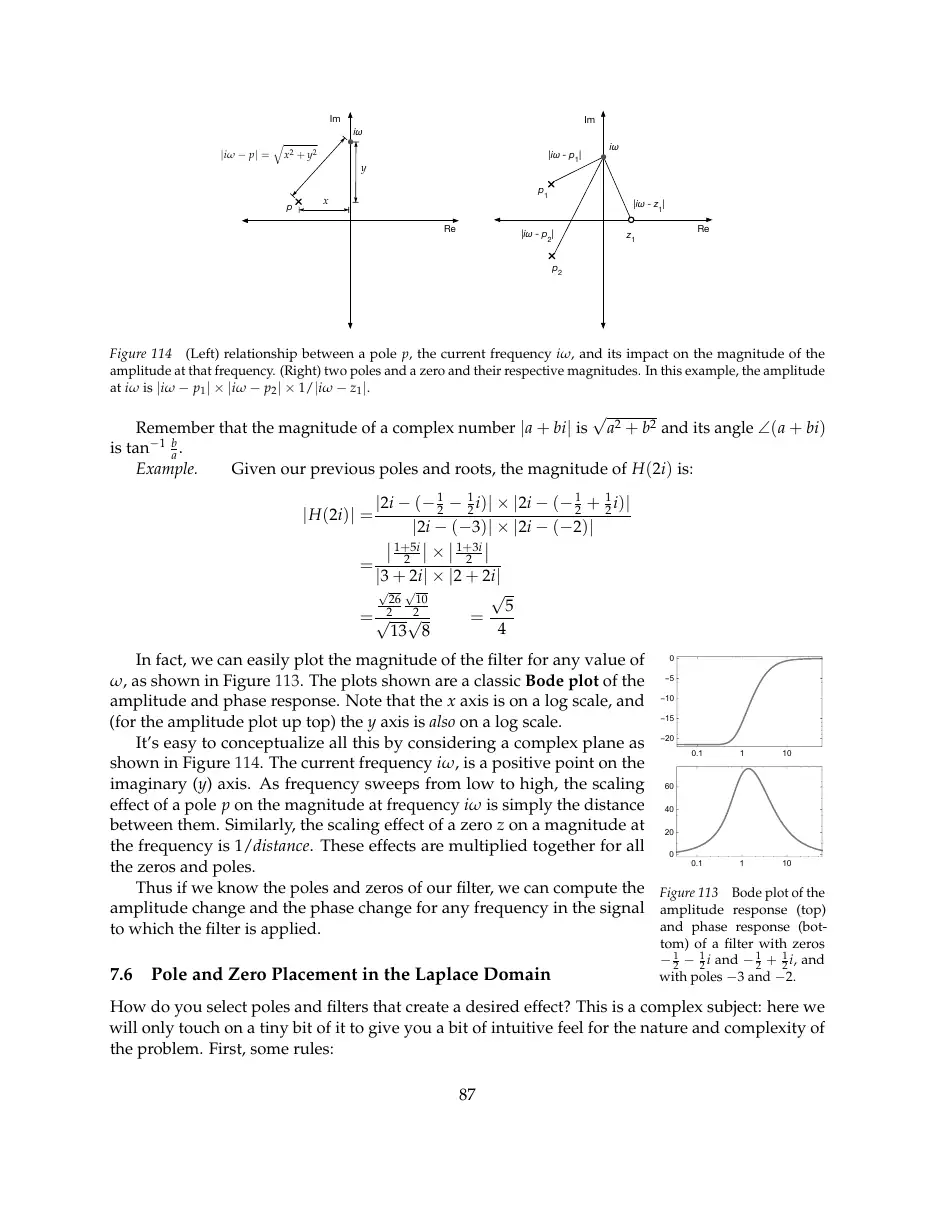 Im
iω
|iω − p| = √x² + y²
y
x
p
Re
Im
iω
|iω - p₁|
p₁
|iω - z₁|
|iω - p₂|
z₁
Re
p₂
Figure 114 (Left) relationship between a pole p, the current frequency iω, and its impact on the magnitude of the
amplitude at that frequency. (Right) two poles and a zero and their respective magnitudes. In this example, the amplitude
at iω is |iω − p₁| × |iω − p₂| × 1/|iω − z₁|.
Remember that the magnitude of a complex number |a + bi| is √a² + b² and its angle ∠(a + bi)
is tan⁻¹ b/a.
Example. Given our previous poles and roots, the magnitude of H(2i) is:
|H(2i)| = |2i − (−1/2 − 1/2i)| × |2i − (−1/2 + 1/2i)|
|2i − (−3)| × |2i − (−2)|
= |1+5i/2| × |1+3i/2|
|3 + 2i| × |2 + 2i|
= √26/2 √10/2
√13√8 = √5/4
In fact, we can easily plot the magnitude of the filter for any value of
ω, as shown in Figure 113. The plots shown are a classic Bode plot of the
amplitude and phase response. Note that the x axis is on a log scale, and
(for the amplitude plot up top) the y axis is also on a log scale.
It's easy to conceptualize all this by considering a complex plane as
shown in Figure 114. The current frequency iω, is a positive point on the
imaginary (y) axis. As frequency sweeps from low to high, the scaling
effect of a pole p on the magnitude at frequency iω is simply the distance
between them. Similarly, the scaling effect of a zero z on a magnitude at
the frequency is 1/distance. These effects are multiplied together for all
the zeros and poles.
Thus if we know the poles and zeros of our filter, we can compute the
amplitude change and the phase change for any frequency in the signal
to which the filter is applied.
0
−5
−10
−15
−20
0.1 1 10
60
40
20
0
0.1 1 10
Figure 113 Bode plot of the
amplitude response (top)
and phase response (bot-
tom) of a filter with zeros
−1/2 − 1/2i and −1/2 + 1/2i, and
with poles −3 and −2.
7.6 Pole and Zero Placement in the Laplace Domain
How do you select poles and filters that create a desired effect? This is a complex subject: here we
will only touch on a tiny bit of it to give you a bit of intuitive feel for the nature and complexity of
the problem. First, some rules:
87